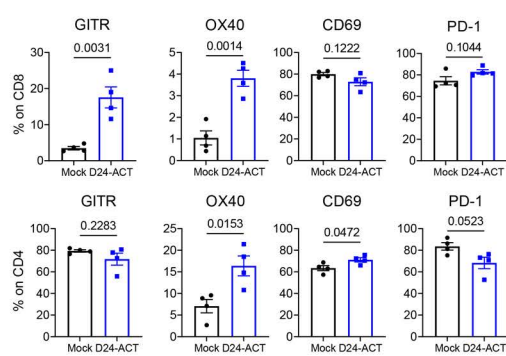 GITR OX40 CD69 PD-1
0.0031 0.0014 0.1222 0.1044
% on CD8
30 20 10 0
5 4 3 2 1 0
100 80 60 40 20 0
100 80 60 40 20 0
Mock D24-ACT Mock D24-ACT Mock D24-ACT Mock D24-ACT
GITR OX40 CD69 PD-1
0.2283 0.0153 0.0472 0.0523
% on CD4
100 80 60 40 20 0
25 20 15 10 5 0
100 80 60 40 20 0
100 80 60 40 20 0
Mock D24-ACT Mock D24-ACT Mock D24-ACT Mock D24-ACT